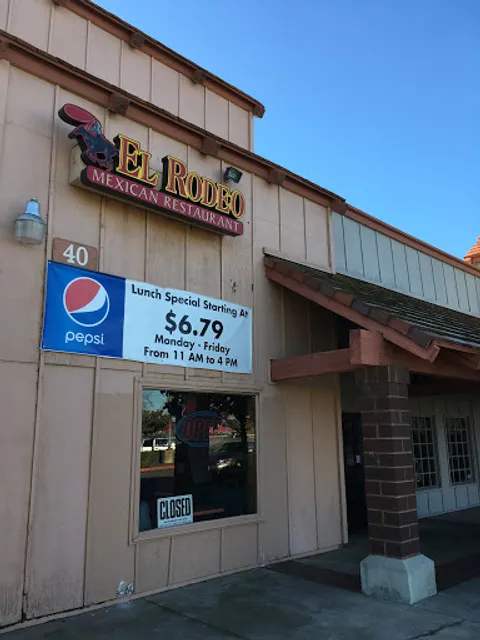 El Rodeo
MEXICAN RESTAURANT
40
pepsi
Lunch Special Starting At
$6.79
Monday - Friday
From 11 AM to 4 PM
OPEN
CLOSED